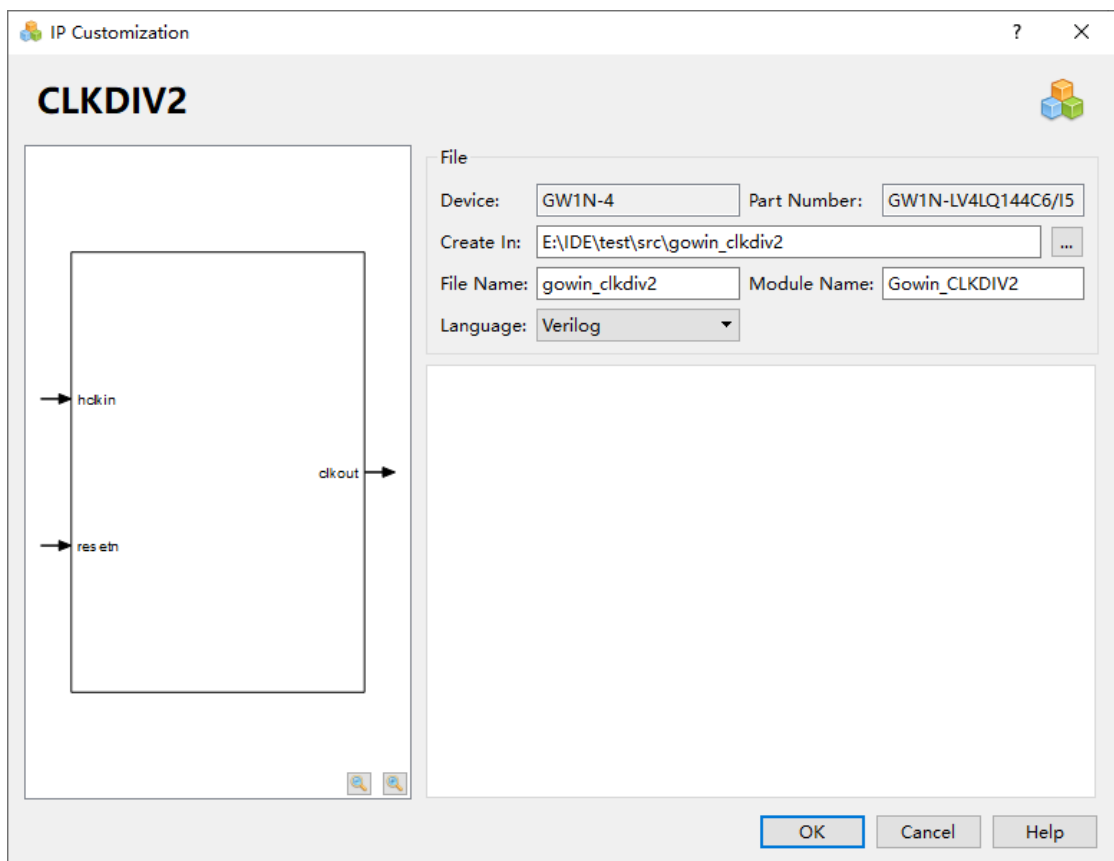 IP Customization
?
CLKDIV2
File
Device: GW1N-4 Part Number: GW1N-LV4LQ144C6/I5
Create In: E:\IDE\test\src\gowin_clkdiv2 ...
File Name: gowin_clkdiv2 Module Name: Gowin_CLKDIV2
Language: Verilog
hclkin
clkout
resetn
OK Cancel Help